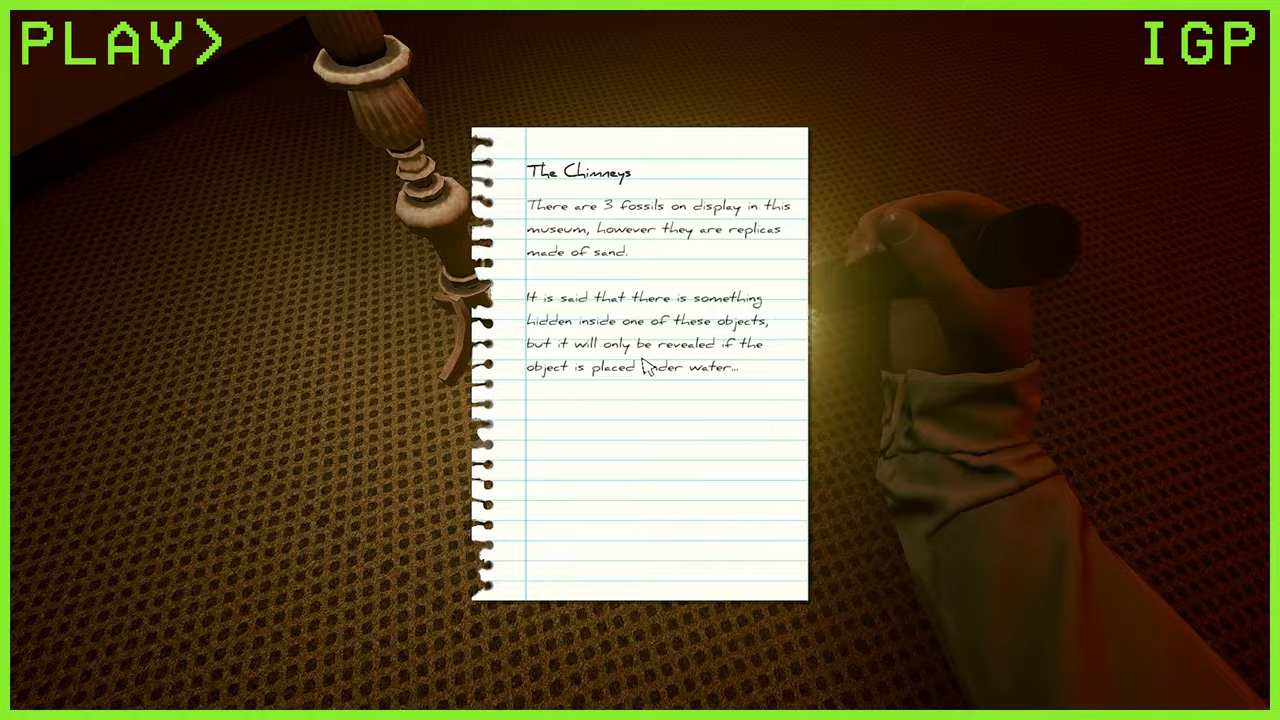 PLAY> IGP
The Chimneys
There are 3 fossils on display in this
museum, however they are replicas
made of sand.
It is said that there is something
hidden inside one of these objects,
but it will only be revealed if the
object is placed under water...